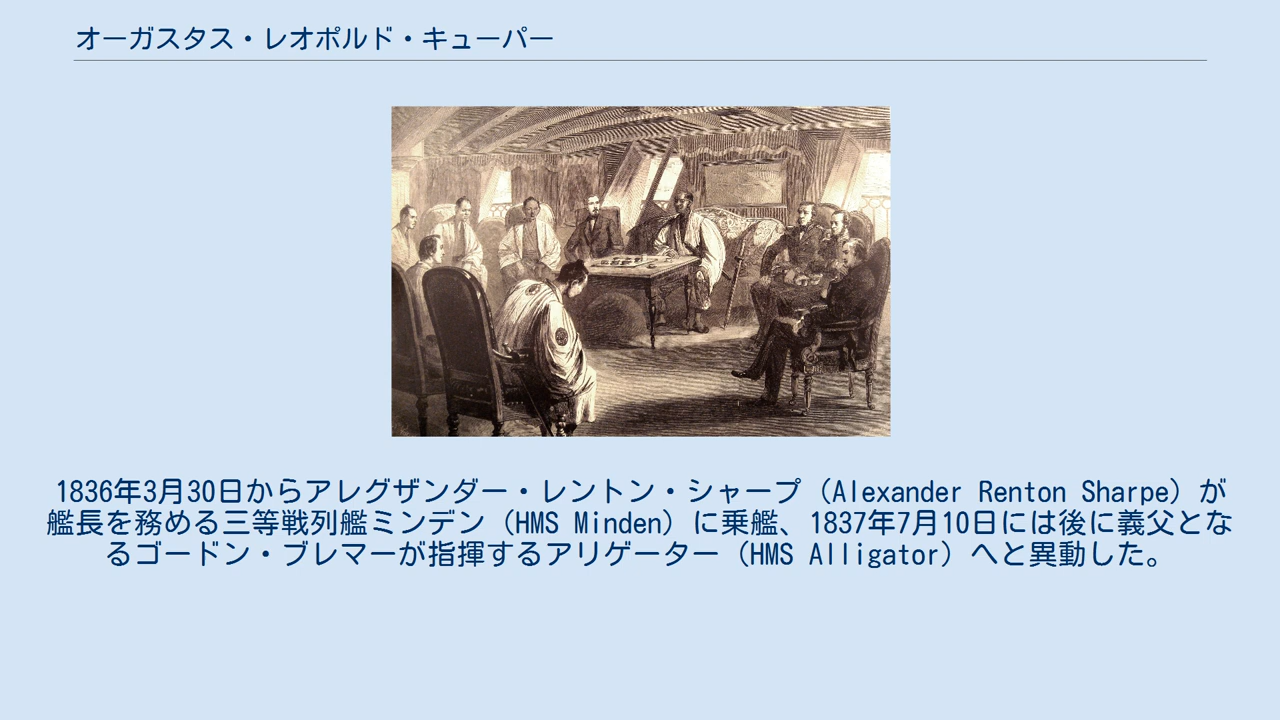 オーガスタス・レオポルド・キューパー
1836年3月30日からアレグザンダー・レントン・シャープ（Alexander Renton Sharpe）が
艦長を務める三等戦列艦ミンデン（HMS Minden）に乗艦、1837年7月10日には後に義父とな
るゴードン・ブレマーが指揮するアリゲーター（HMS Alligator）へと異動した。